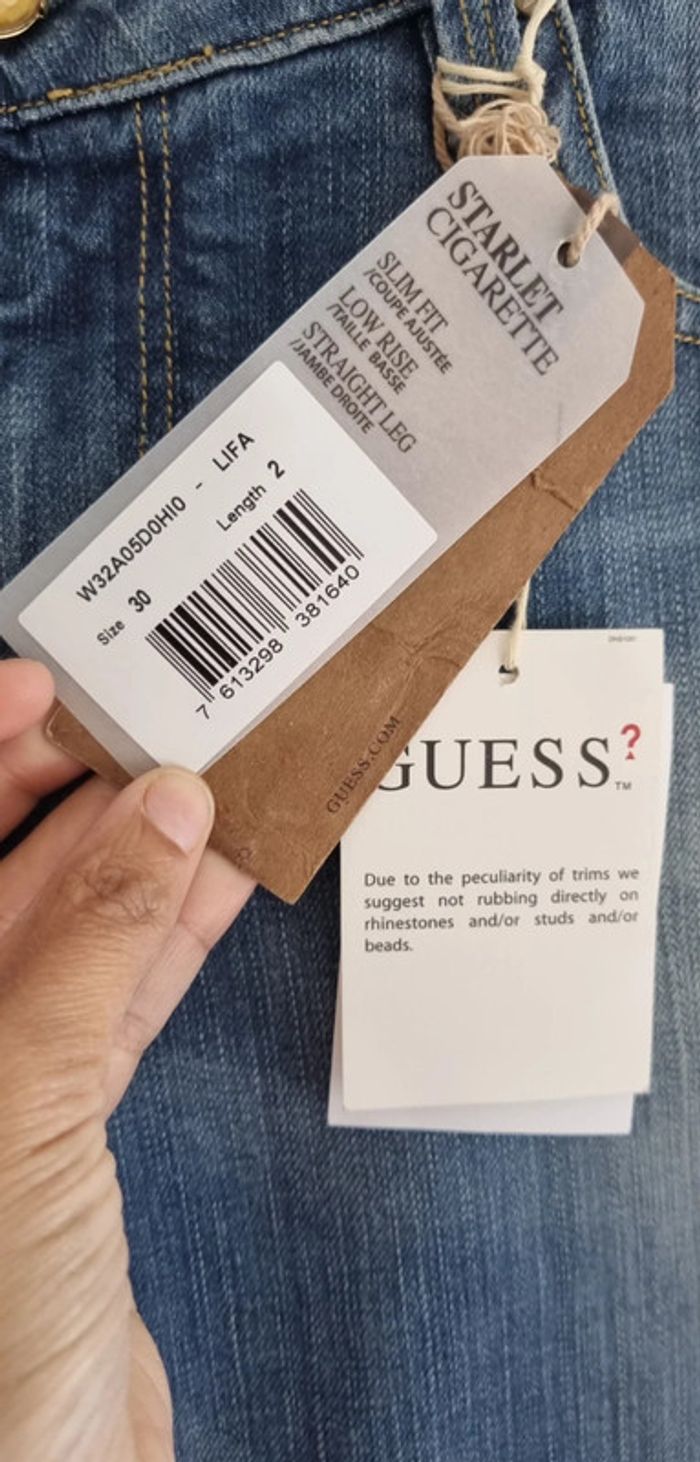 STARLET
CIGARETTE
SLIM FIT
/COUPE AJUSTÉE
LOW RISE
/TAILLE BASSE
STRAIGHT LEG
/JAMBE DROITE
W32A05D0HI0 - LIFA
Size 30 Length 2
7 613298 381640
GUESS.COM
GUESS?
TM
Due to the peculiarity of trims we
suggest not rubbing directly on
rhinestones and/or studs and/or
beads.